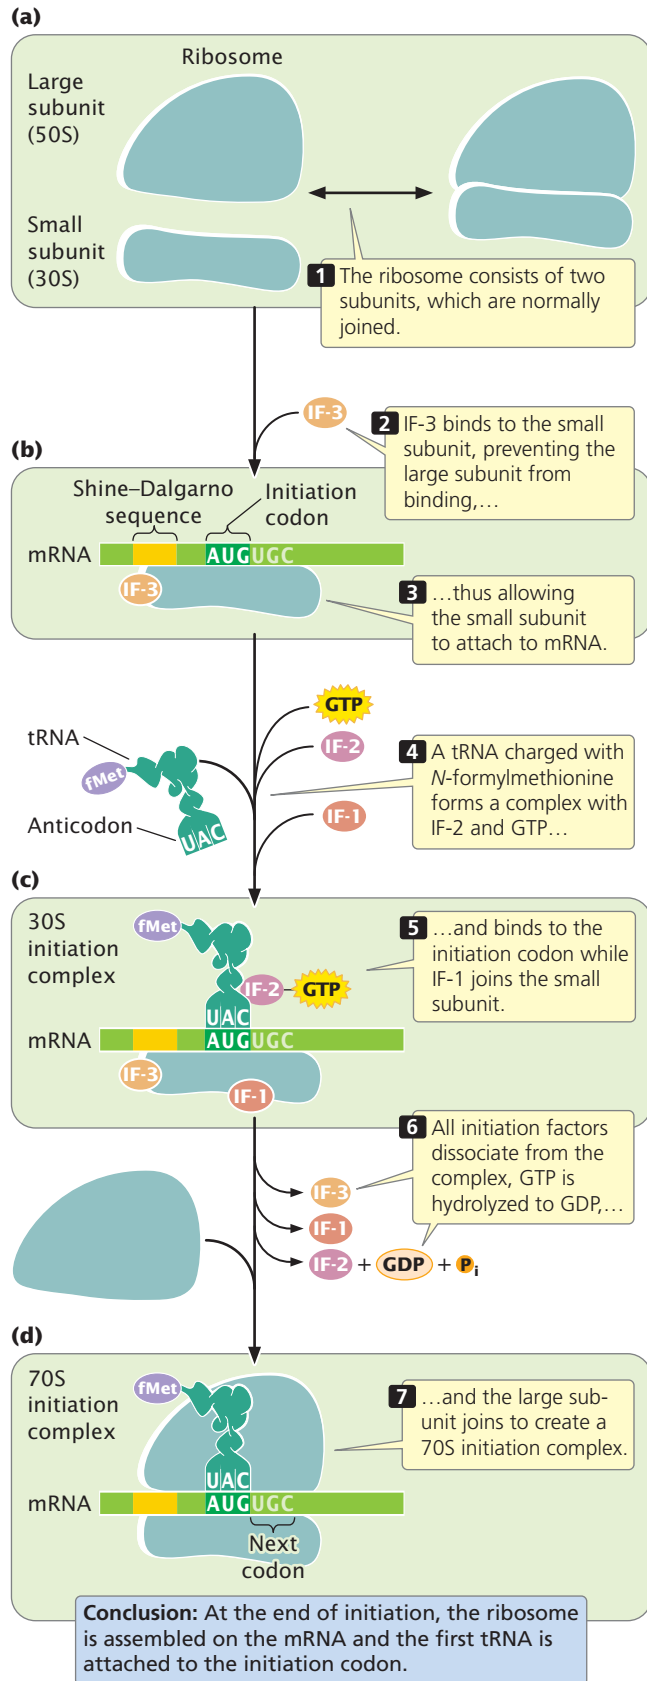 (a)
Ribosome
Large
subunit
(50S)
Small
subunit
(30S)
1 The ribosome consists of two
subunits, which are normally
joined.
IF-3
2 IF-3 binds to the small
subunit, preventing the
large subunit from
binding,…
(b)
Shine–Dalgarno
sequence
Initiation
codon
mRNA
AUGUGC
IF-3
3 …thus allowing
the small subunit
to attach to mRNA.
GTP
tRNA
IF-2
fMet
4 A tRNA charged with
N-formylmethionine
forms a complex with
IF-2 and GTP…
IF-1
Anticodon
UAC
(c)
30S
initiation
complex
fMet
5 …and binds to the
initiation codon while
IF-1 joins the small
subunit.
IF-2
GTP
UAC
mRNA
AUGUGC
IF-3
IF-1
6 All initiation factors
dissociate from the
complex, GTP is
hydrolyzed to GDP,…
IF-3
IF-1
IF-2 + GDP + Pi
(d)
70S
initiation
complex
fMet
7 …and the large sub-
unit joins to create a
70S initiation complex.
UAC
mRNA
AUGUGC
Next
codon
Conclusion: At the end of initiation, the ribosome
is assembled on the mRNA and the first tRNA is
attached to the initiation codon.